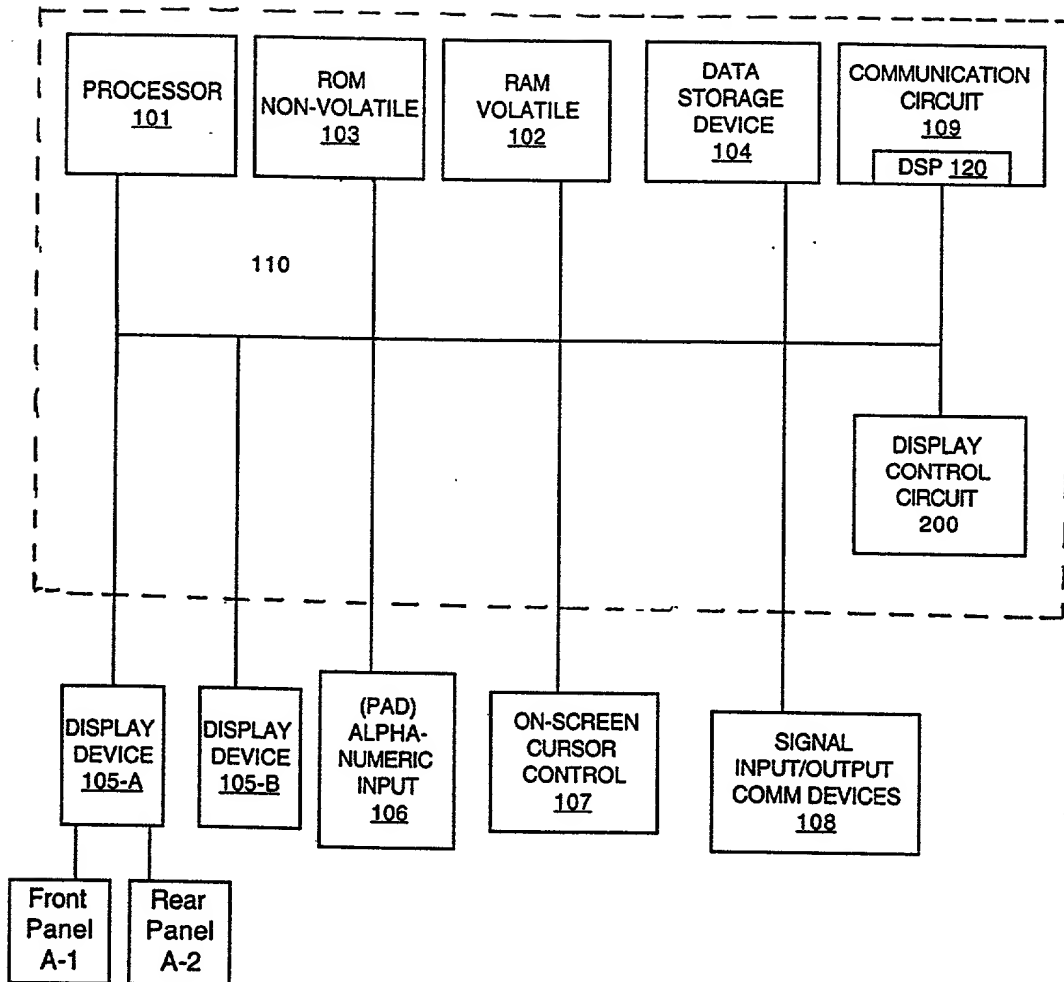 PROCESSOR
101
ROM
NON-VOLATILE
103
RAM
VOLATILE
102
DATA
STORAGE
DEVICE
104
COMMUNICATION
CIRCUIT
109
DSP 120
110
DISPLAY
CONTROL
CIRCUIT
200
DISPLAY
DEVICE
105-A
DISPLAY
DEVICE
105-B
(PAD)
ALPHA-
NUMERIC
INPUT
106
ON-SCREEN
CURSOR
CONTROL
107
SIGNAL
INPUT/OUTPUT
COMM DEVICES
108
Front
Panel
A-1
Rear
Panel
A-2